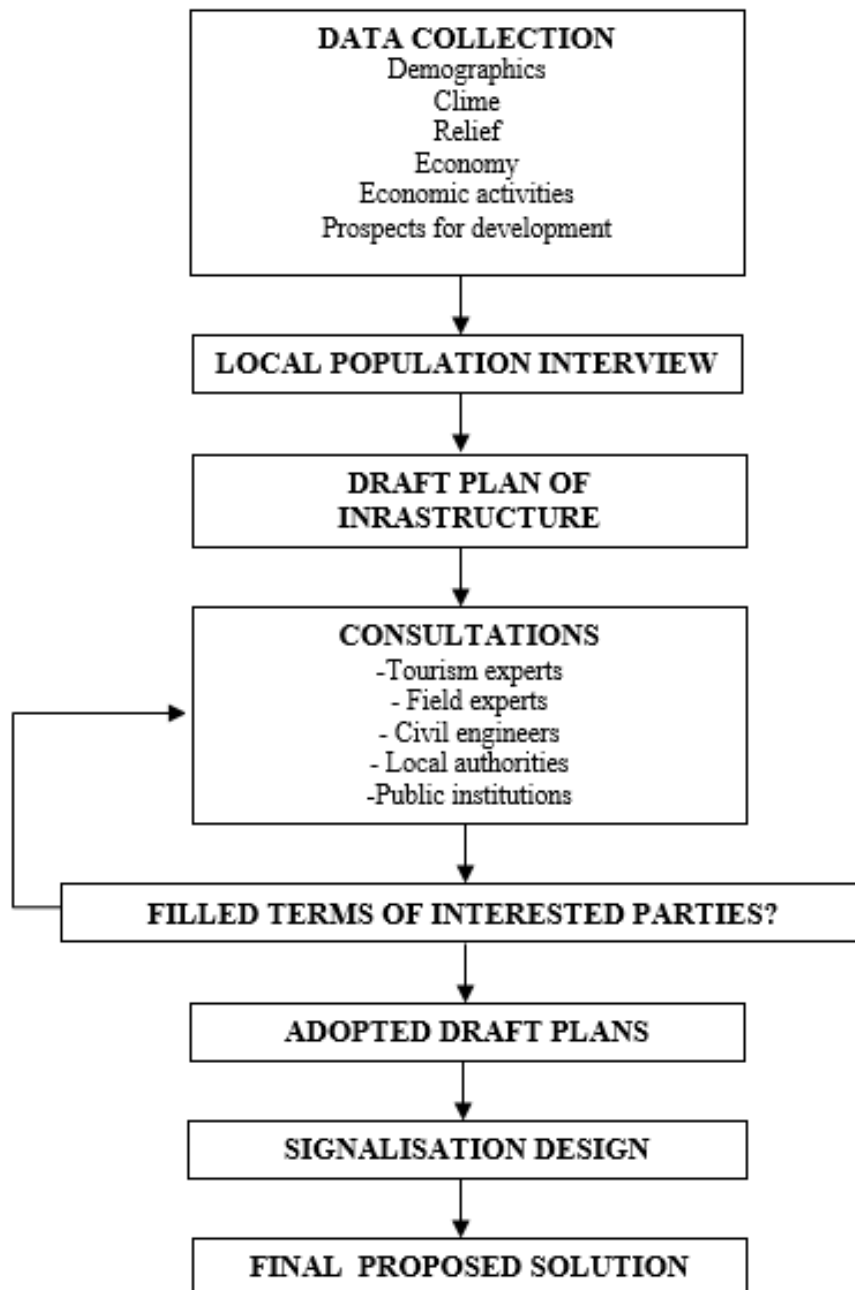 DATA COLLECTION
Demographics
Clime
Relief
Economy
Economic activities
Prospects for development
LOCAL POPULATION INTERVIEW
DRAFT PLAN OF
INRASTRUCTURE
CONSULTATIONS
-Tourism experts
- Field experts
- Civil engineers
- Local authorities
-Public institutions
FILLED TERMS OF INTERESTED PARTIES?
ADOPTED DRAFT PLANS
SIGNALISATION DESIGN
FINAL PROPOSED SOLUTION